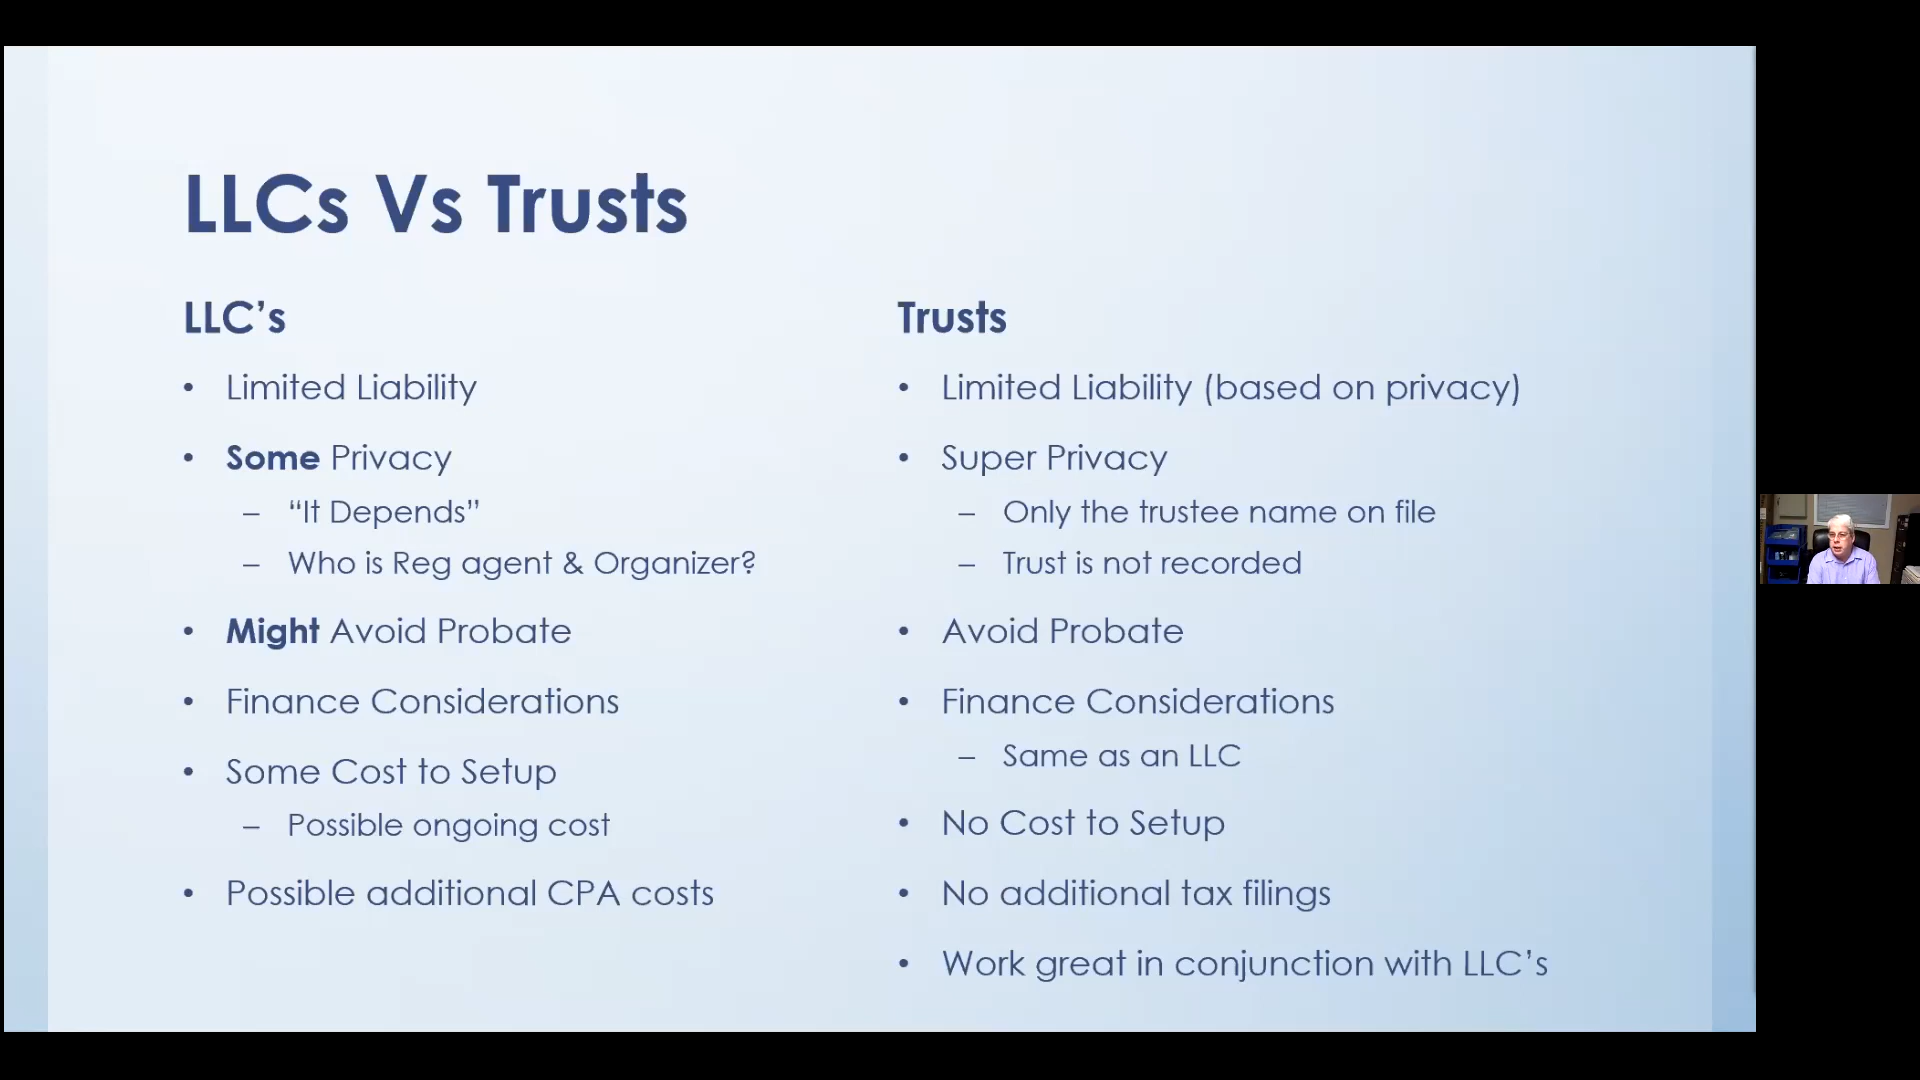 LLCs Vs Trusts
LLC’s
• Limited Liability
• Some Privacy
– “It Depends”
– Who is Reg agent & Organizer?
• Might Avoid Probate
• Finance Considerations
• Some Cost to Setup
– Possible ongoing cost
• Possible additional CPA costs
Trusts
• Limited Liability (based on privacy)
• Super Privacy
– Only the trustee name on file
– Trust is not recorded
• Avoid Probate
• Finance Considerations
– Same as an LLC
• No Cost to Setup
• No additional tax filings
• Work great in conjunction with LLC’s